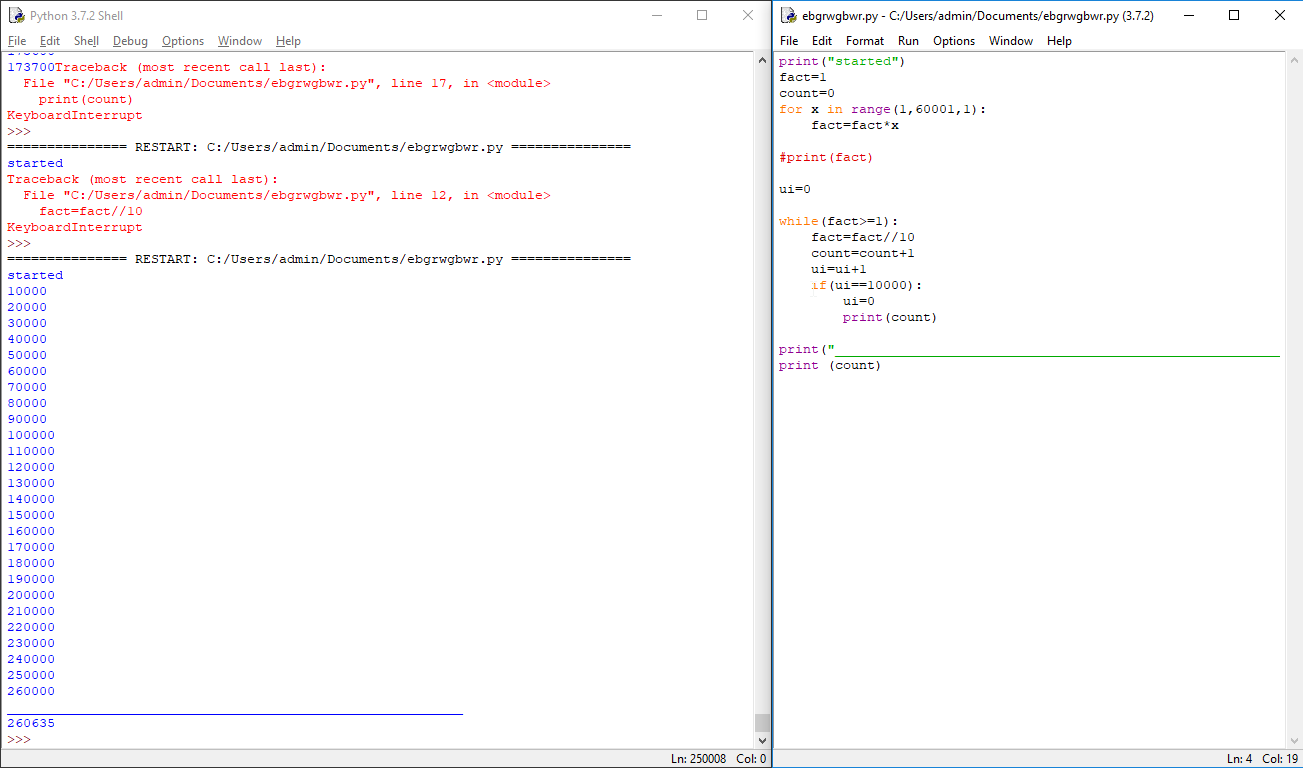 Python 3.7.2 Shell
File Edit Shell Debug Options Window Help
173700Traceback (most recent call last):
  File "C:/Users/admin/Documents/ebgrwgbwr.py", line 17, in <module>
    print(count)
KeyboardInterrupt
>>>
=============== RESTART: C:/Users/admin/Documents/ebgrwgbwr.py ===============
started
Traceback (most recent call last):
  File "C:/Users/admin/Documents/ebgrwgbwr.py", line 12, in <module>
    fact=fact//10
KeyboardInterrupt
>>>
=============== RESTART: C:/Users/admin/Documents/ebgrwgbwr.py ===============
started
10000
20000
30000
40000
50000
60000
70000
80000
90000
100000
110000
120000
130000
140000
150000
160000
170000
180000
190000
200000
210000
220000
230000
240000
250000
260000
_________________________________________________________
260635
>>>
Ln: 250008 Col: 0
ebgrwgbwr.py - C:/Users/admin/Documents/ebgrwgbwr.py (3.7.2)
File Edit Format Run Options Window Help
print("started")
fact=1
count=0
for x in range(1,60001,1):
    fact=fact*x
#print(fact)
ui=0
while(fact>=1):
    fact=fact//10
    count=count+1
    ui=ui+1
    if(ui==10000):
        ui=0
        print(count)
print("________________________________________________________
print (count)
Ln: 4 Col: 19